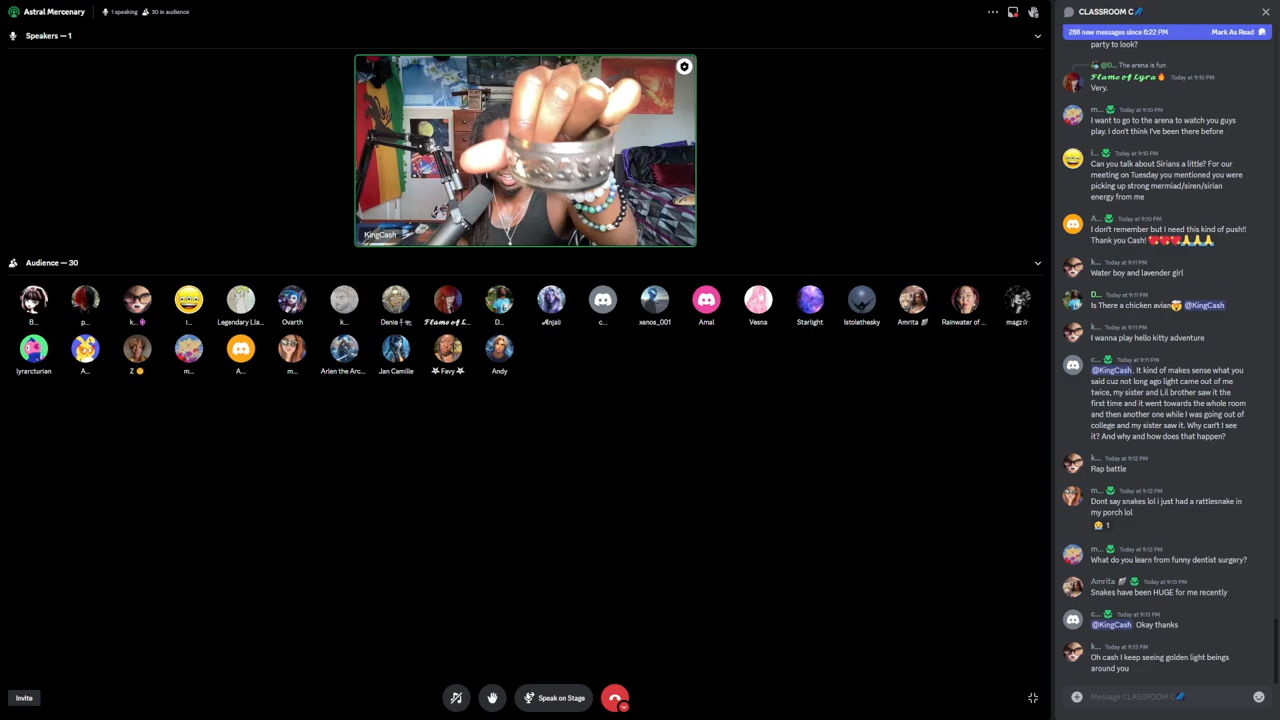 Astral Mercenary
1 speaking
30 in audience
Speakers — 1
KingCash
Audience — 30
B...
p...
k...
i...
Legendary Lla...
Ovarth
k...
Denie
Flame of L...
D...
Anjali
c...
xenos_001
Amal
Vesna
Starlight
Istolethesky
Amrita
Rainwater of ...
magz☆
lyrarcturian
A...
Z
m...
A...
m...
Arlen the Arc...
Jan Camille
Favy
Andy
Invite
Speak on Stage
CLASSROOM C
288 new messages since 8:22 PM
Mark As Read
party to look?
@D... The arena is fun
Flame of Lyra🔥 Today at 9:10 PM
Very.
m... Today at 9:10 PM
I want to go to the arena to watch you guys
play. I don't think I've been there before
i... Today at 9:10 PM
Can you talk about Sirians a little? For our
meeting on Tuesday you mentioned you were
picking up strong mermiad/siren/sirian
energy from me
A... Today at 9:10 PM
I don't remember but I need this kind of push!!
Thank you Cash! 💖💖💖🙏🙏🙏
k... Today at 9:11 PM
Water boy and lavender girl
D... Today at 9:11 PM
Is There a chicken avian🤯 @KingCash
k... Today at 9:11 PM
I wanna play hello kitty adventure
c... Today at 9:11 PM
@KingCash. It kind of makes sense what you
said cuz not long ago light came out of me
twice, my sister and Lil brother saw it the
first time and it went towards the whole room
and then another one while I was going out of
college and my sister saw it. Why can't I see
it? And why and how does that happen?
k... Today at 9:12 PM
Rap battle
m... Today at 9:12 PM
Dont say snakes lol i just had a rattlesnake in
my porch lol
1
m... Today at 9:12 PM
What do you learn from funny dentist surgery?
Amrita Today at 9:13 PM
Snakes have been HUGE for me recently
c... Today at 9:13 PM
@KingCash Okay thanks
k... Today at 9:13 PM
Oh cash I keep seeing golden light beings
around you
Message CLASSROOM C